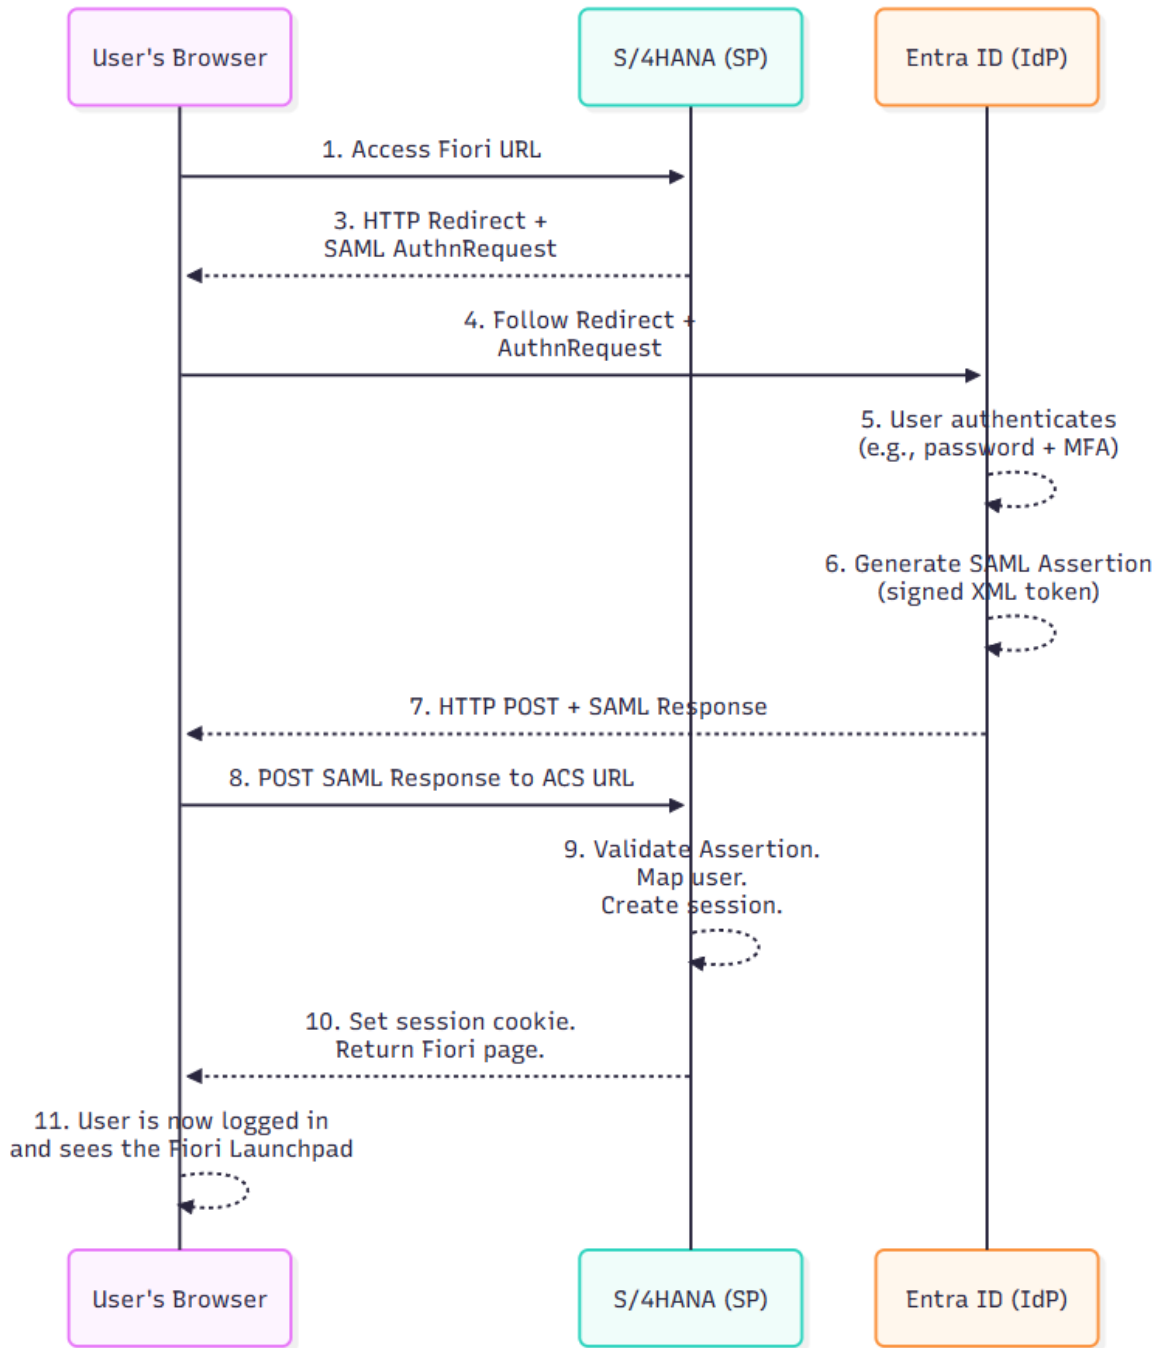 User's Browser
S/4HANA (SP)
Entra ID (IdP)
1. Access Fiori URL
3. HTTP Redirect +
SAML AuthnRequest
4. Follow Redirect +
AuthnRequest
5. User authenticates
(e.g., password + MFA)
6. Generate SAML Assertion
(signed XML token)
7. HTTP POST + SAML Response
8. POST SAML Response to ACS URL
9. Validate Assertion.
Map user.
Create session.
10. Set session cookie.
Return Fiori page.
11. User is now logged in
and sees the Fiori Launchpad
User's Browser
S/4HANA (SP)
Entra ID (IdP)